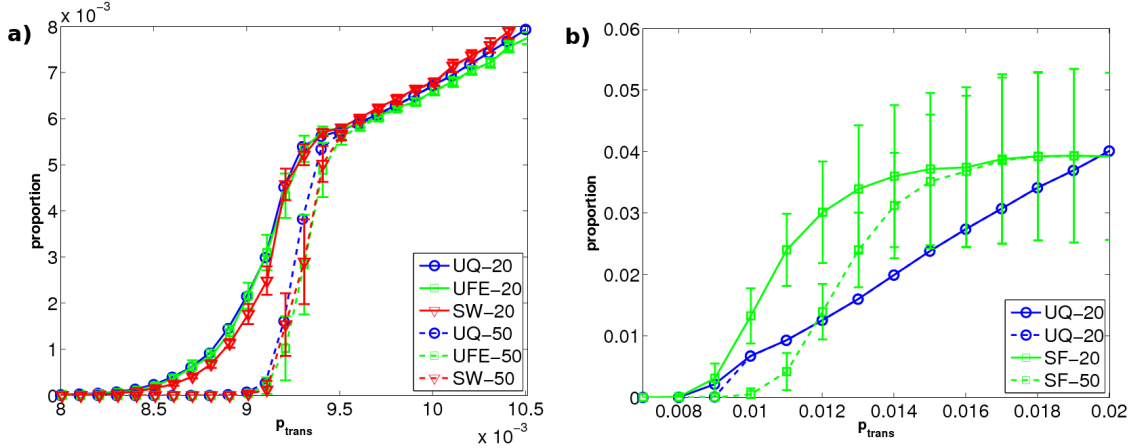 a)
x 10⁻³
8
7
6
5
4
3
2
1
0
proportion
8 8.5 9 9.5 10 10.5
p_trans
x 10⁻³
UQ-20
UFE-20
SW-20
UQ-50
UFE-50
SW-50
b)
0.06
0.05
0.04
0.03
0.02
0.01
0.00
proportion
0.008 0.01 0.012 0.014 0.016 0.018 0.02
p_trans
UQ-20
UQ-20
SF-20
SF-50